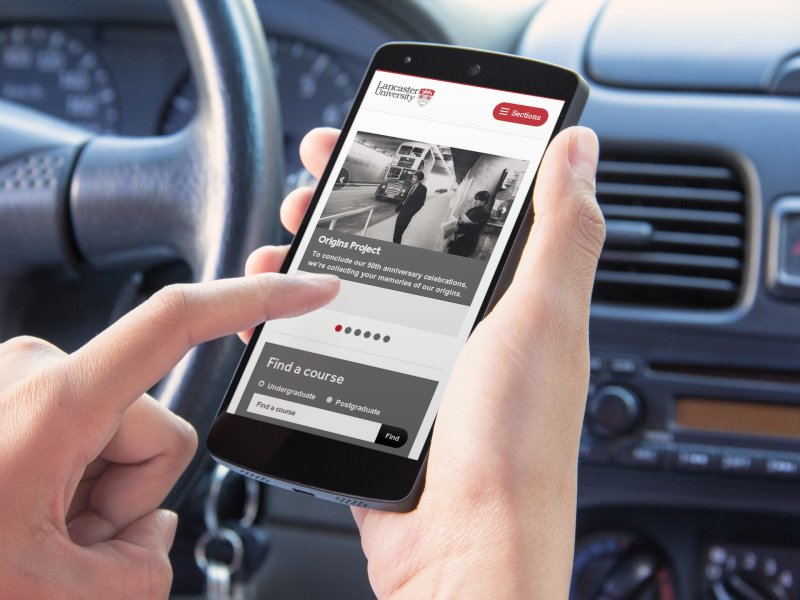 Lancaster
University
Sections
Origins Project
To conclude our 50th anniversary celebrations,
we're collecting your memories of our origins.
Find a course
Undergraduate
Postgraduate
Find a course
Find